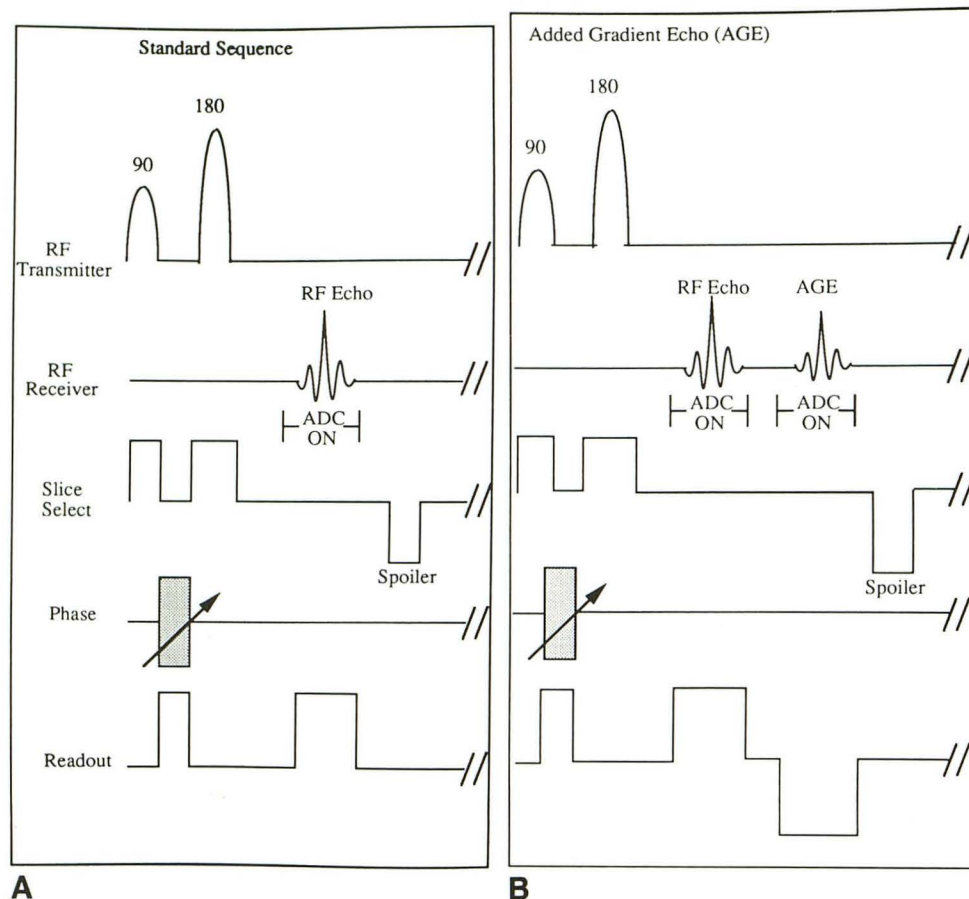 Standard Sequence
180
90
RF
Transmitter
RF Echo
RF
Receiver
ADC
ON
Slice
Select
Spoiler
Phase
Readout
A
Added Gradient Echo (AGE)
180
90
RF Echo
AGE
ADC
ON
ADC
ON
Spoiler
B